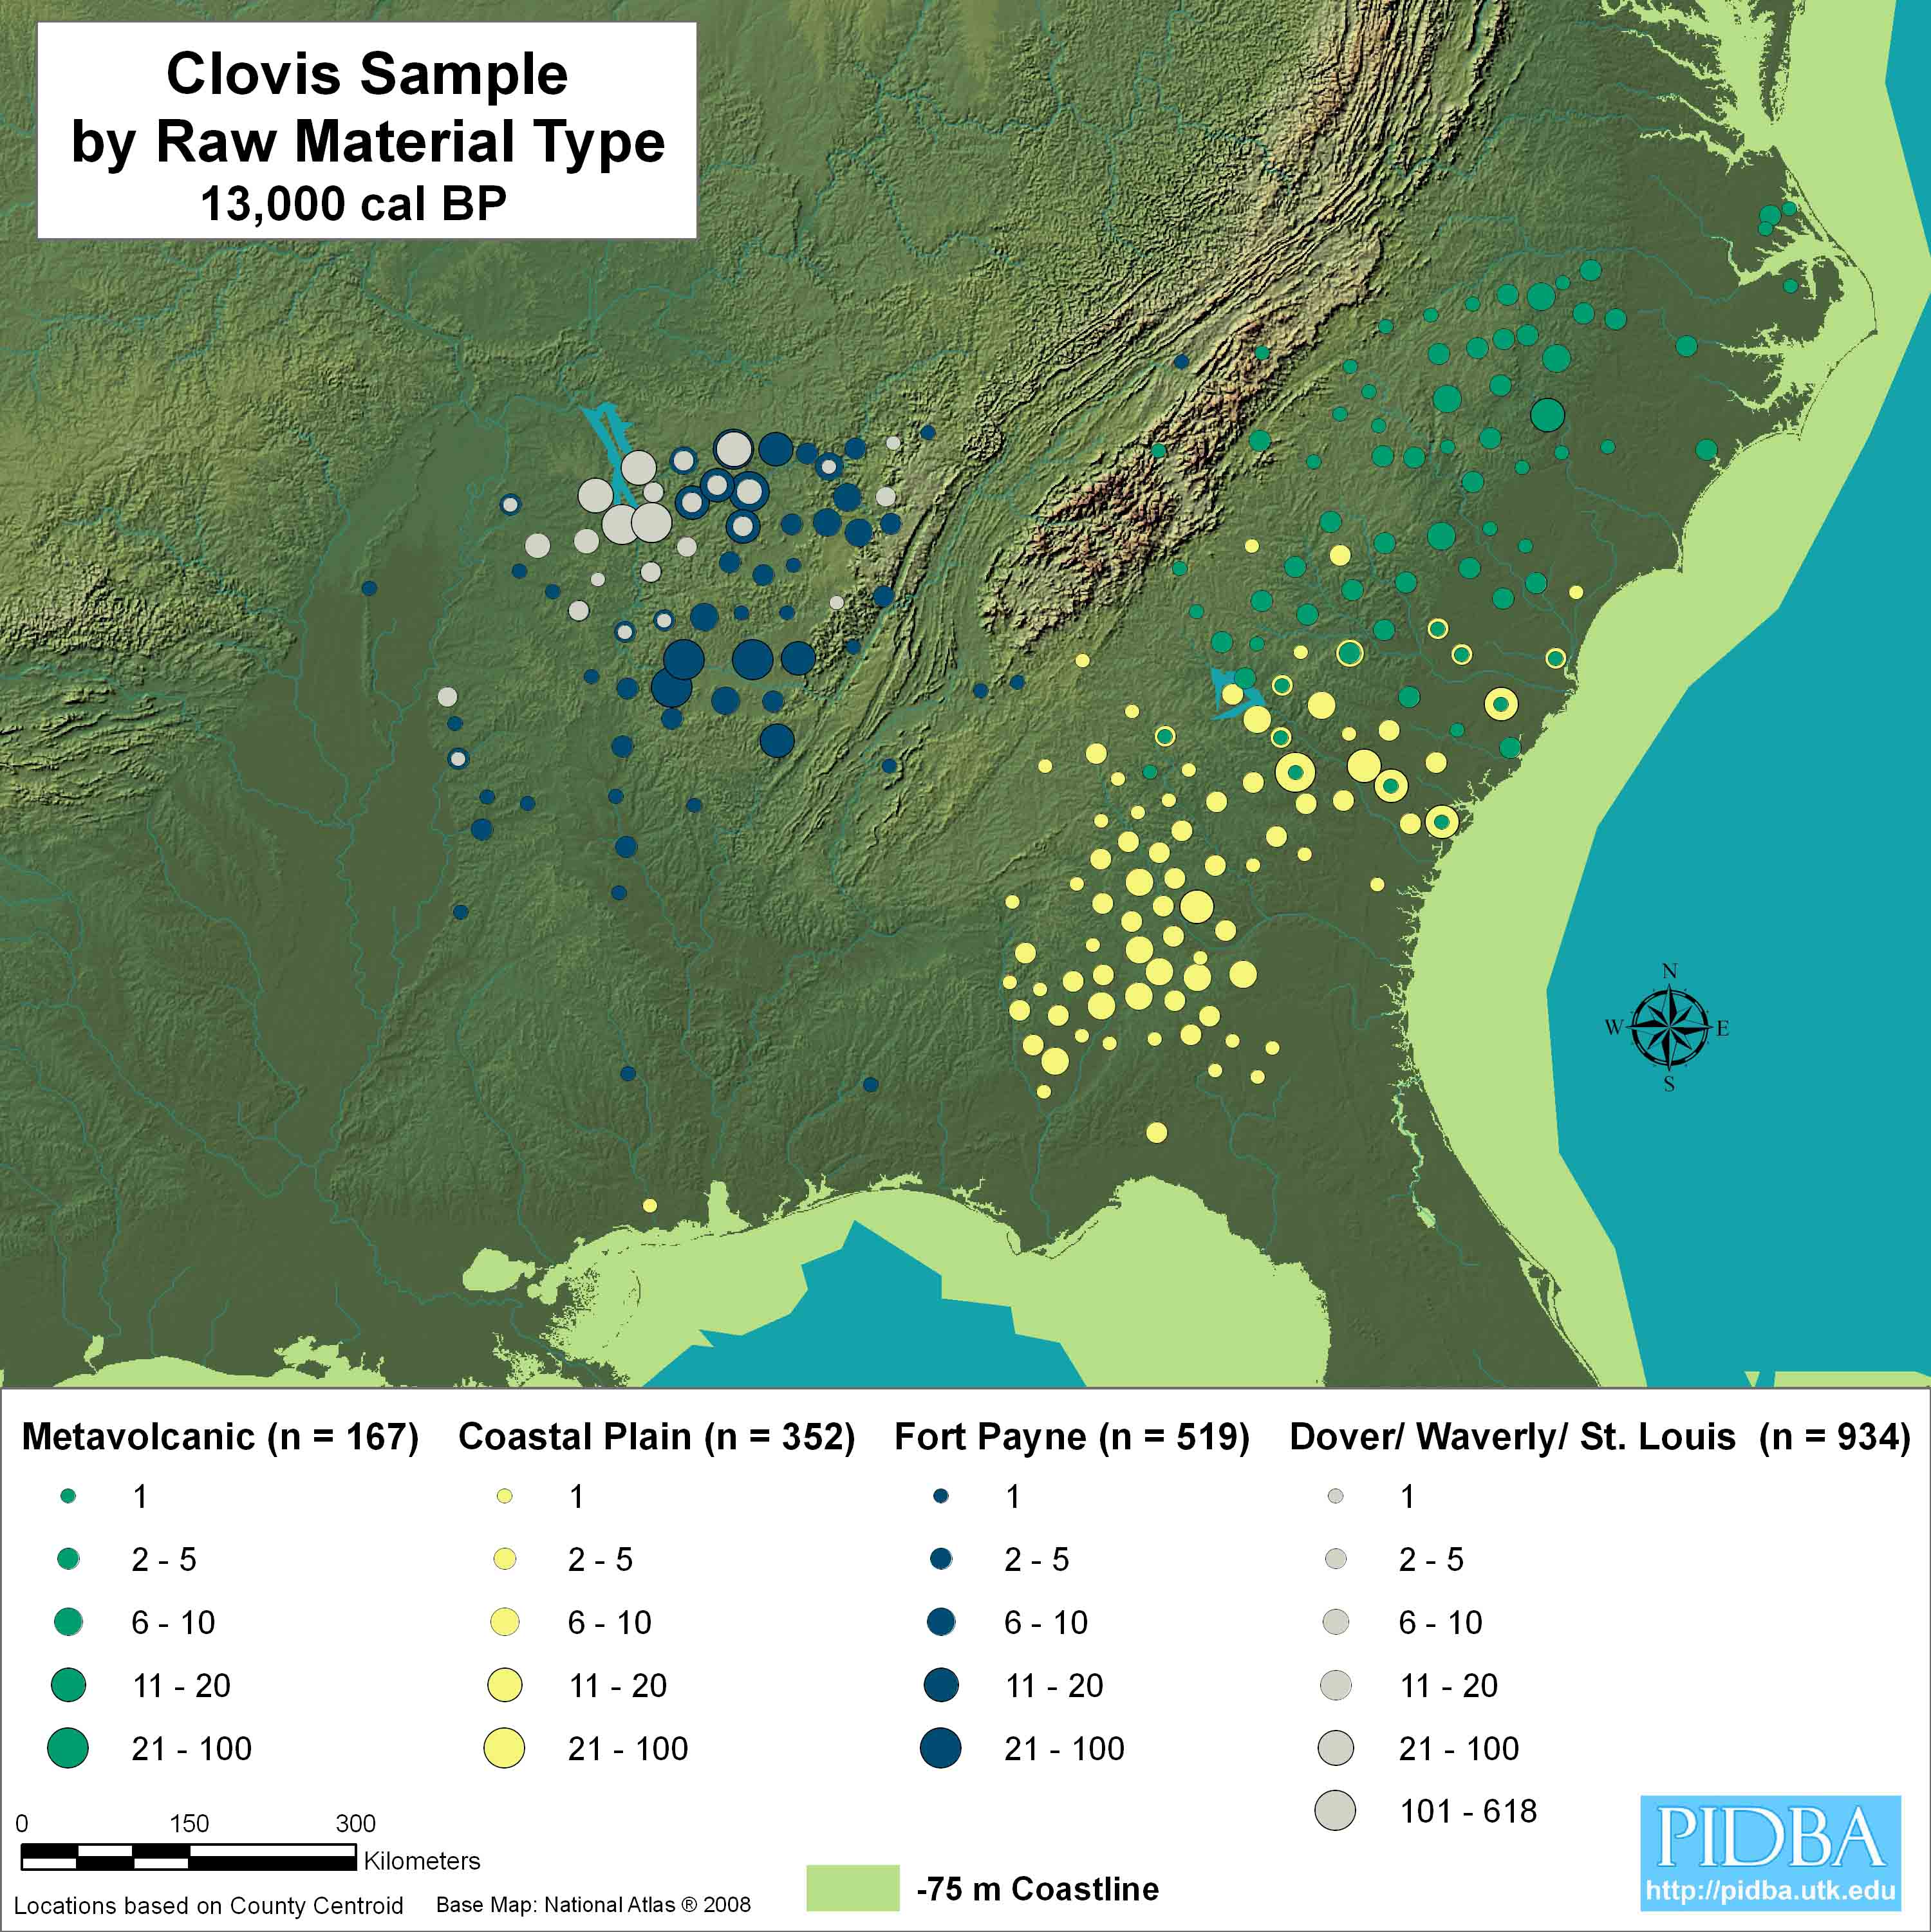 Clovis Sample
by Raw Material Type
13,000 cal BP
N
W E
S
Metavolcanic (n = 167)
1
2 - 5
6 - 10
11 - 20
21 - 100
Coastal Plain (n = 352)
1
2 - 5
6 - 10
11 - 20
21 - 100
Fort Payne (n = 519)
1
2 - 5
6 - 10
11 - 20
21 - 100
Dover/ Waverly/ St. Louis (n = 934)
1
2 - 5
6 - 10
11 - 20
21 - 100
101 - 618
0 150 300
Kilometers
Locations based on County Centroid Base Map: National Atlas ® 2008
-75 m Coastline
PIDBA
http://pidba.utk.edu